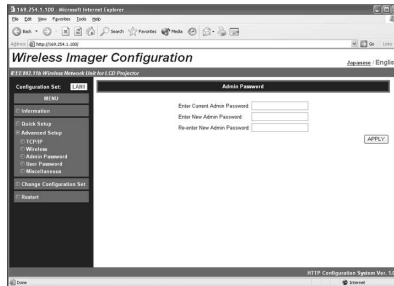 169.254.1.100 - Microsoft Internet Explorer
File Edit View Favorites Tools Help
Back Search Favorites Media
Address http://169.254.1.100/ Go Links
Wireless Imager Configuration
Japanese / English
IEEE802.11b Wireless Network Unit for LCD Projector
Configuration Set: LAN1
Admin Password
MENU
Information
Quick Setup
Advanced Setup
TCP/IP
Wireless
Admin Password
User Password
Miscellaneous
Change Configuration Set
Restart
Enter Current Admin Password
Enter New Admin Password
Re-enter New Admin Password
APPLY
HTTP Configuration System Ver. 1.0
Done Internet